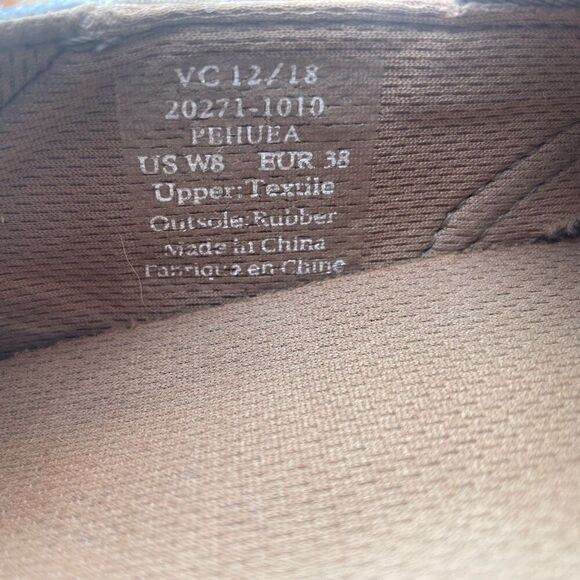 VC 12/18
20271-1010
PEHUEA
US W8 EUR 38
Upper:Textile
Outsole:Rubber
Made in China
Fabriqué en Chine